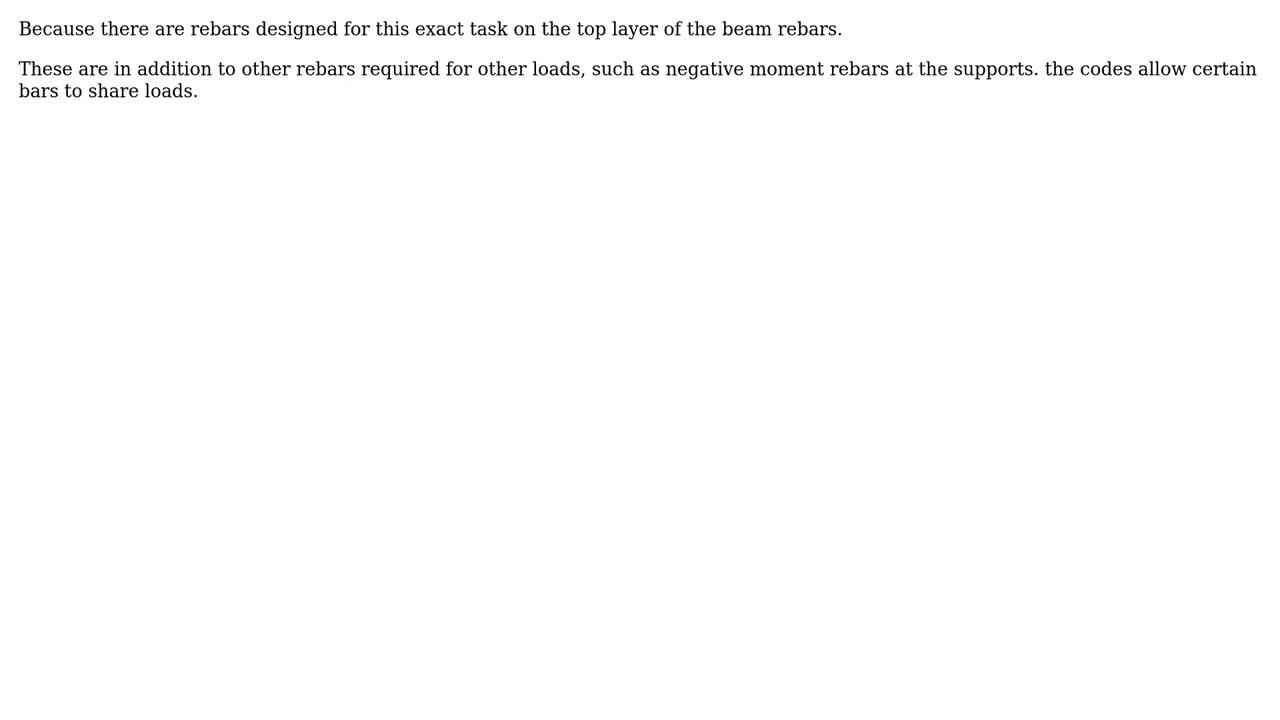 Because there are rebars designed for this exact task on the top layer of the beam rebars.
These are in addition to other rebars required for other loads, such as negative moment rebars at the supports. the codes allow certain
bars to share loads.